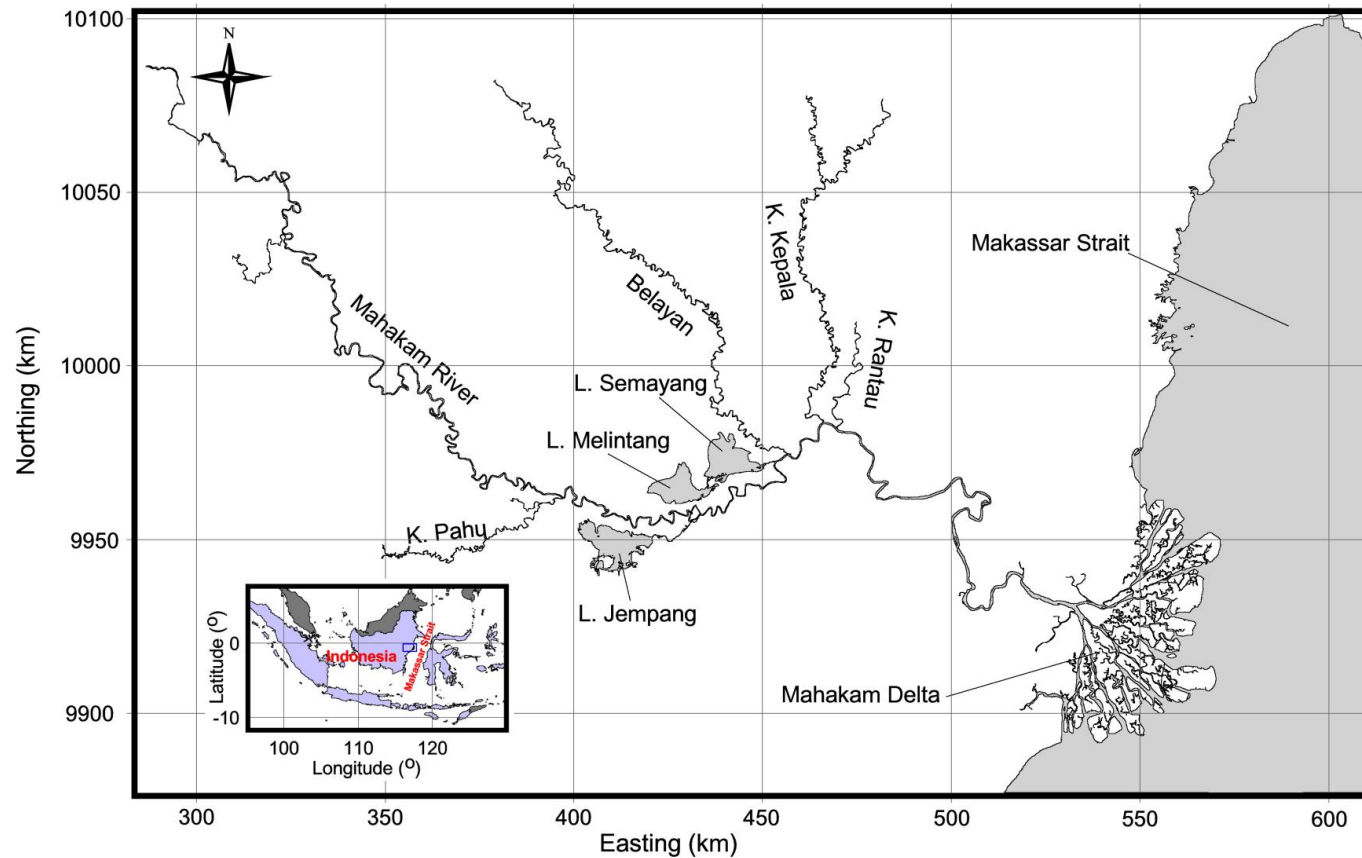 10100
N
10050
Makassar Strait
K. Kepala
Belayan
Mahakam River
K. Rantau
10000
L. Semayang
L. Melintang
Northing (km)
K. Pahu
9950
L. Jempang
0
Indonesia
Makassar Strait
Latitude (o)
-10
100
110
120
Longitude (o)
Mahakam Delta
9900
300
350
400
450
500
550
600
Easting (km)